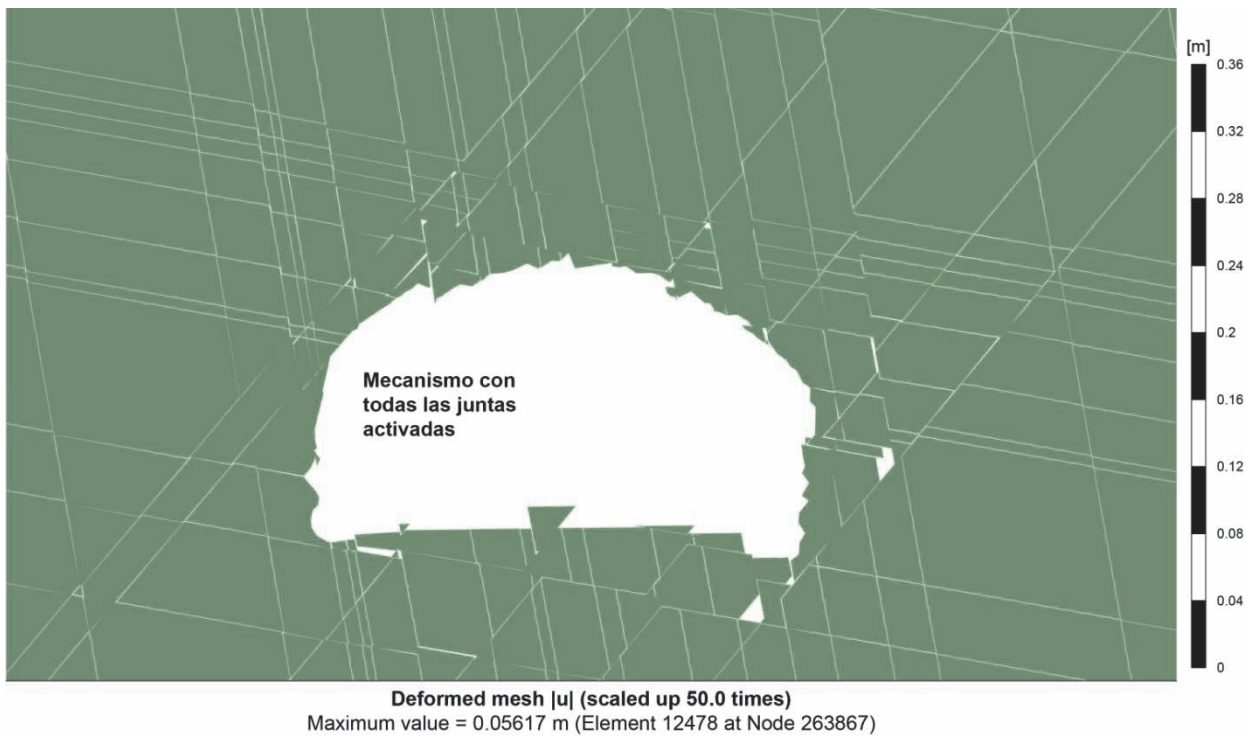 [m]
0.36
0.32
0.28
0.24
0.2
0.16
0.12
0.08
0.04
0
Mecanismo con
todas las juntas
activadas
Deformed mesh |u| (scaled up 50.0 times)
Maximum value = 0.05617 m (Element 12478 at Node 263867)